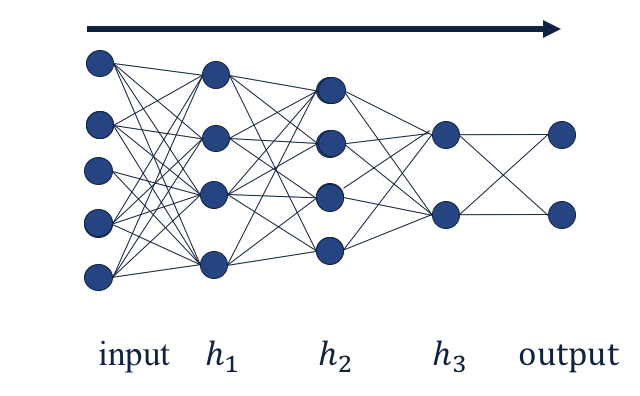 input h₁ h₂ h₃ output